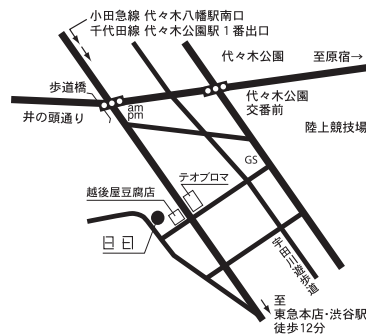 小田急線 代々木八幡駅南口
千代田線 代々木公園駅1番出口
代々木公園
至原宿→
歩道橋
am
pm
代々木公園
交番前
井の頭通り
陸上競技場
GS
テオブロマ
越後屋豆腐店
宇田川遊歩道
至
東急本店・渋谷駅
徒歩12分